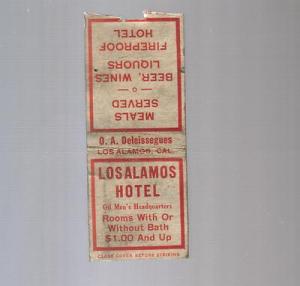 MEALS
SERVED
BEER, WINES
LIQUORS
FIREPROOF
HOTEL
O. A. Deleissegues
LOS ALAMOS, CAL.
LOS ALAMOS
HOTEL
Oil Men's Headquarters
Rooms With Or
Without Bath
$1.00 And Up
CLOSE COVER BEFORE STRIKING